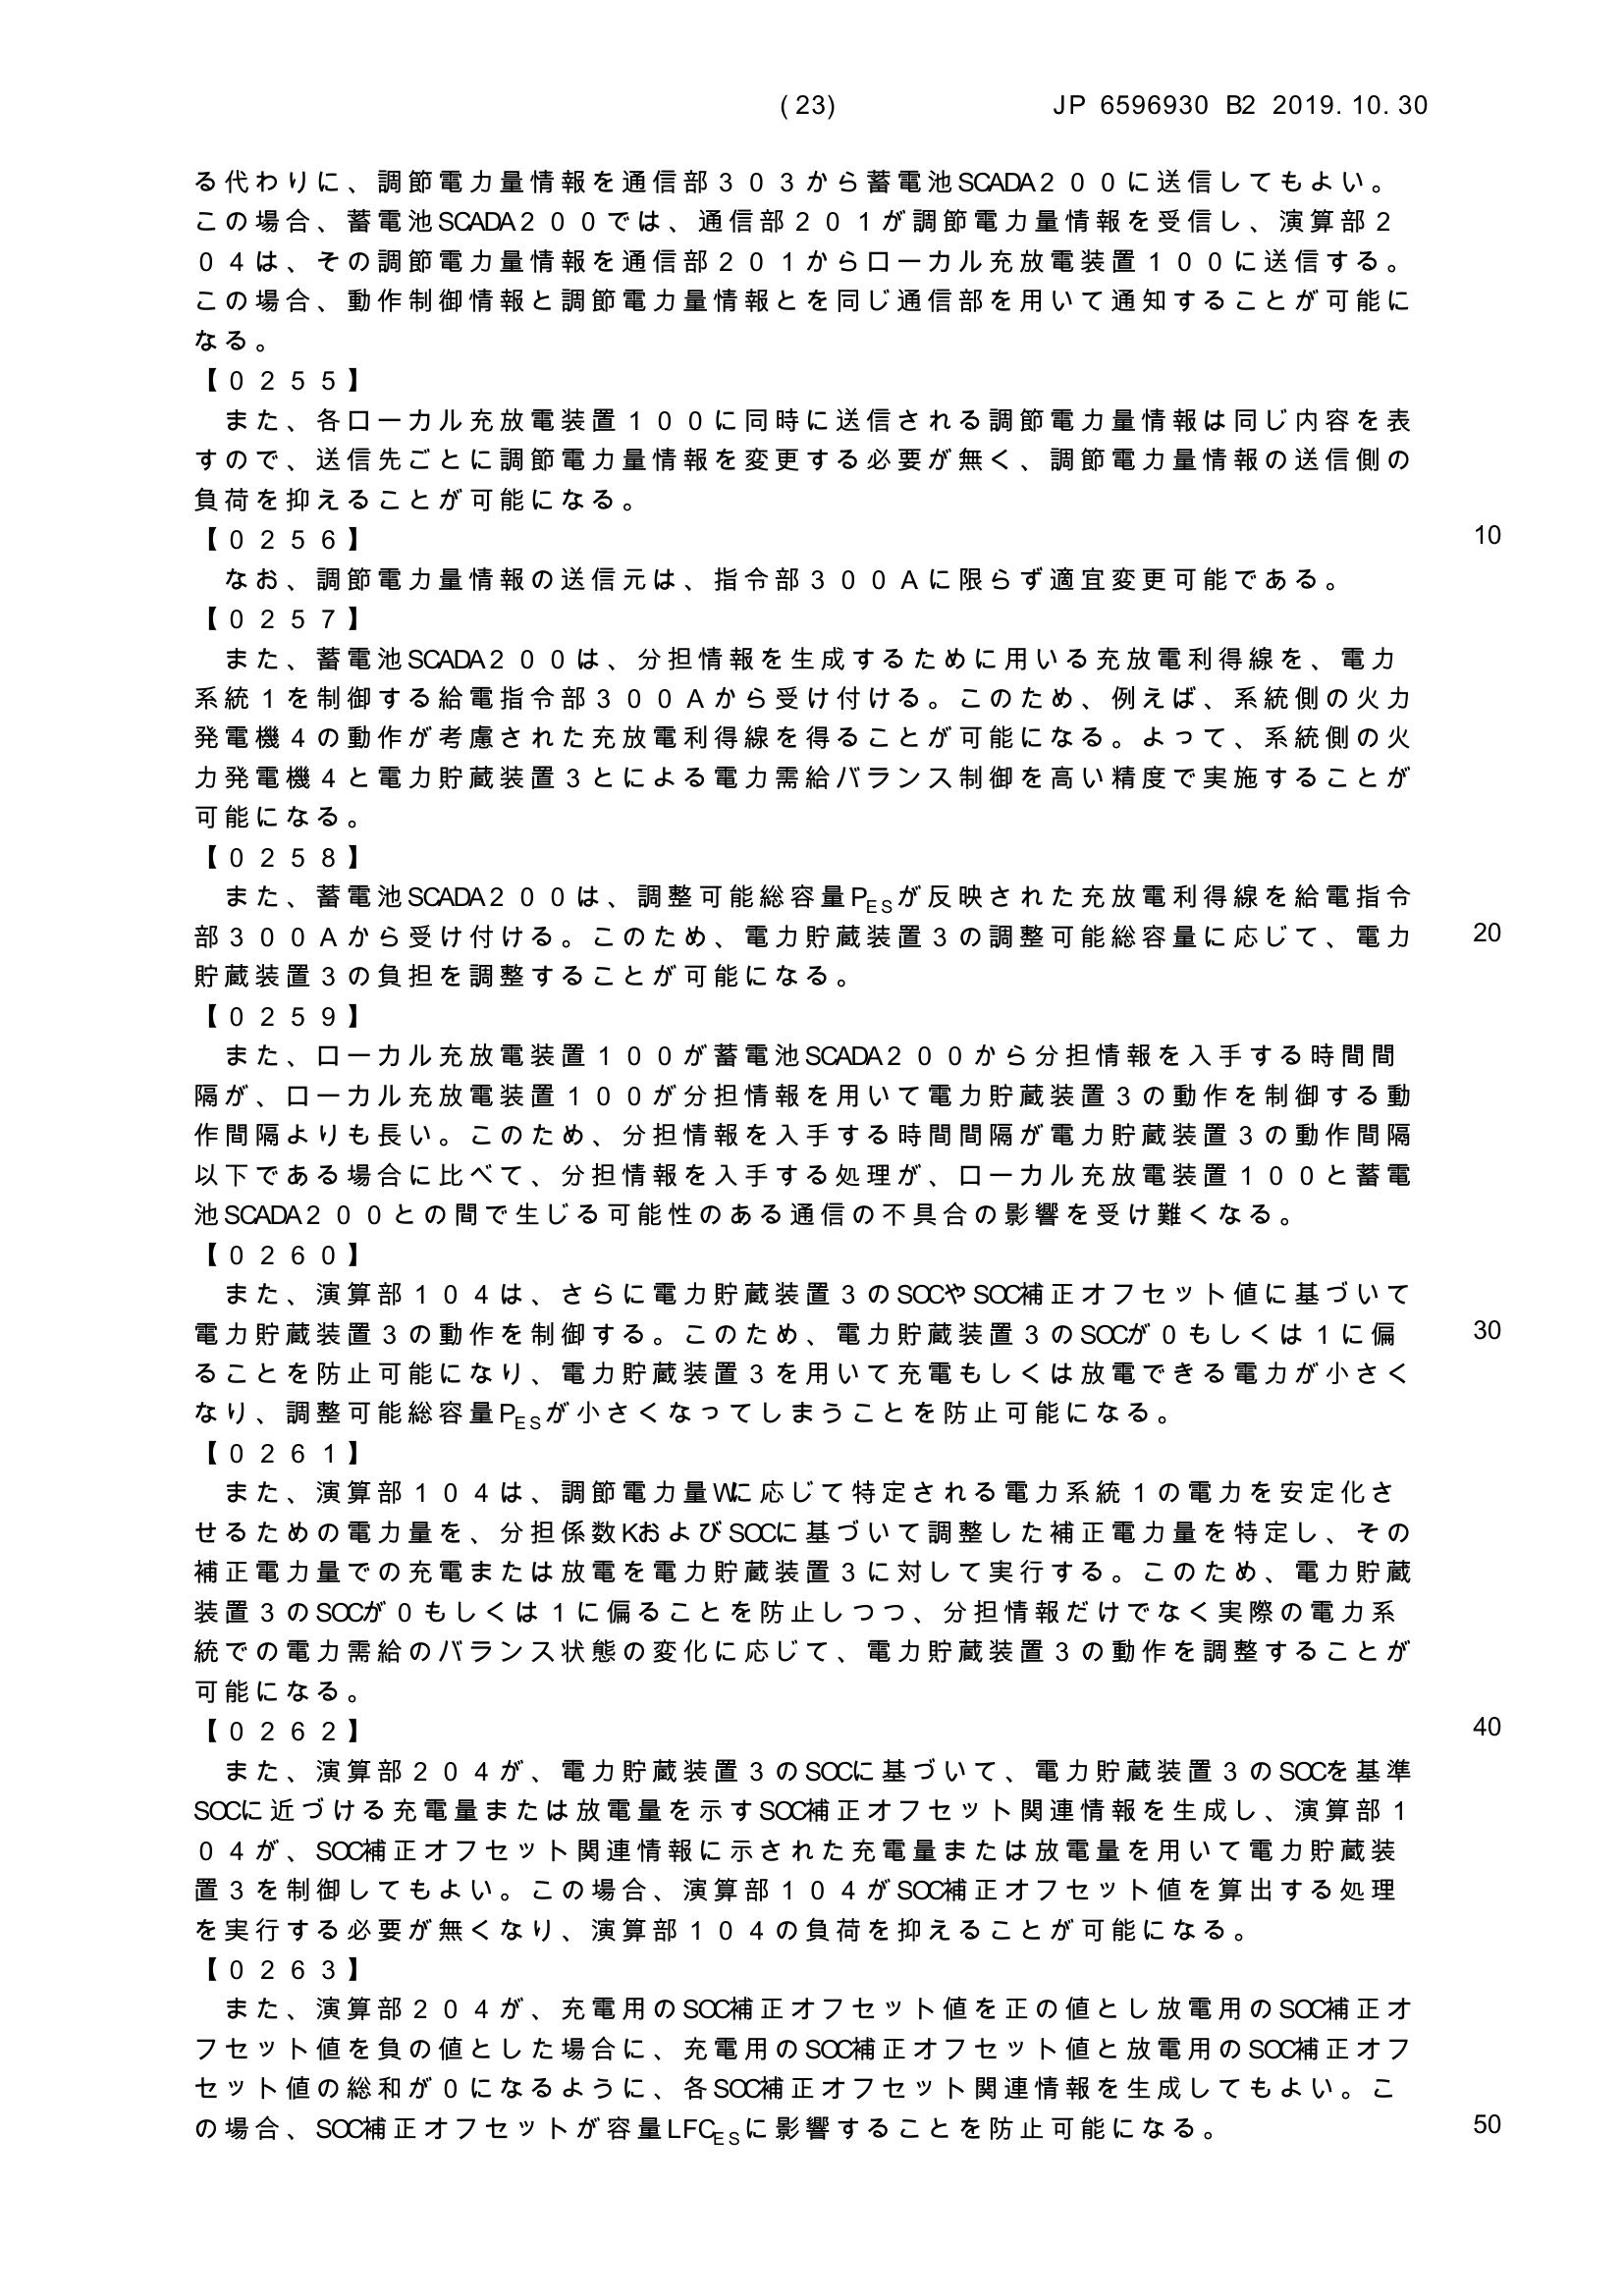 (23) JP 6596930 B2 2019.10.30
る代わりに、調節電力量情報を通信部303から蓄電池SCADA200に送信してもよい。
この場合、蓄電池SCADA200では、通信部201が調節電力量情報を受信し、演算部2
04は、その調節電力量情報を通信部201からローカル充放電装置100に送信する。
この場合、動作制御情報と調節電力量情報とを同じ通信部を用いて通知することが可能に
なる。
【0255】
また、各ローカル充放電装置100に同時に送信される調節電力量情報は同じ内容を表
すので、送信先ごとに調節電力量情報を変更する必要が無く、調節電力量情報の送信側の
負荷を抑えることが可能になる。
【0256】 10
なお、調節電力量情報の送信元は、指令部300Aに限らず適宜変更可能である。
【0257】
また、蓄電池SCADA200は、分担情報を生成するために用いる充放電利得線を、電力
系統1を制御する給電指令部300Aから受け付ける。このため、例えば、系統側の火力
発電機4の動作が考慮された充放電利得線を得ることが可能になる。よって、系統側の火
力発電機4と電力貯蔵装置3とによる電力需給バランス制御を高い精度で実施することが
可能になる。
【0258】
また、蓄電池SCADA200は、調整可能総容量PESが反映された充放電利得線を給電指令
部300Aから受け付ける。このため、電力貯蔵装置3の調整可能総容量に応じて、電力 20
貯蔵装置3の負担を調整することが可能になる。
【0259】
また、ローカル充放電装置100が蓄電池SCADA200から分担情報を入手する時間間
隔が、ローカル充放電装置100が分担情報を用いて電力貯蔵装置3の動作を制御する動
作間隔よりも長い。このため、分担情報を入手する時間間隔が電力貯蔵装置3の動作間隔
以下である場合に比べて、分担情報を入手する処理が、ローカル充放電装置100と蓄電
池SCADA200との間で生じる可能性のある通信の不具合の影響を受け難くなる。
【0260】
また、演算部104は、さらに電力貯蔵装置3のSOCやSOC補正オフセット値に基づいて
電力貯蔵装置3の動作を制御する。このため、電力貯蔵装置3のSOCが0もしくは1に偏 30
ることを防止可能になり、電力貯蔵装置3を用いて充電もしくは放電できる電力が小さく
なり、調整可能総容量PESが小さくなってしまうことを防止可能になる。
【0261】
また、演算部104は、調節電力量Wに応じて特定される電力系統1の電力を安定化さ
せるための電力量を、分担係数KおよびSOCに基づいて調整した補正電力量を特定し、その
補正電力量での充電または放電を電力貯蔵装置3に対して実行する。このため、電力貯蔵
装置3のSOCが0もしくは1に偏ることを防止しつつ、分担情報だけでなく実際の電力系
統での電力需給のバランス状態の変化に応じて、電力貯蔵装置3の動作を調整することが
可能になる。
【0262】 40
また、演算部204が、電力貯蔵装置3のSOCに基づいて、電力貯蔵装置3のSOCを基準
SOCに近づける充電量または放電量を示すSOC補正オフセット関連情報を生成し、演算部1
04が、SOC補正オフセット関連情報に示された充電量または放電量を用いて電力貯蔵装
置3を制御してもよい。この場合、演算部104がSOC補正オフセット値を算出する処理
を実行する必要が無くなり、演算部104の負荷を抑えることが可能になる。
【0263】
また、演算部204が、充電用のSOC補正オフセット値を正の値とし放電用のSOC補正オ
フセット値を負の値とした場合に、充電用のSOC補正オフセット値と放電用のSOC補正オフ
セット値の総和が0になるように、各SOC補正オフセット関連情報を生成してもよい。こ
の場合、SOC補正オフセットが容量LFCESに影響することを防止可能になる。 50